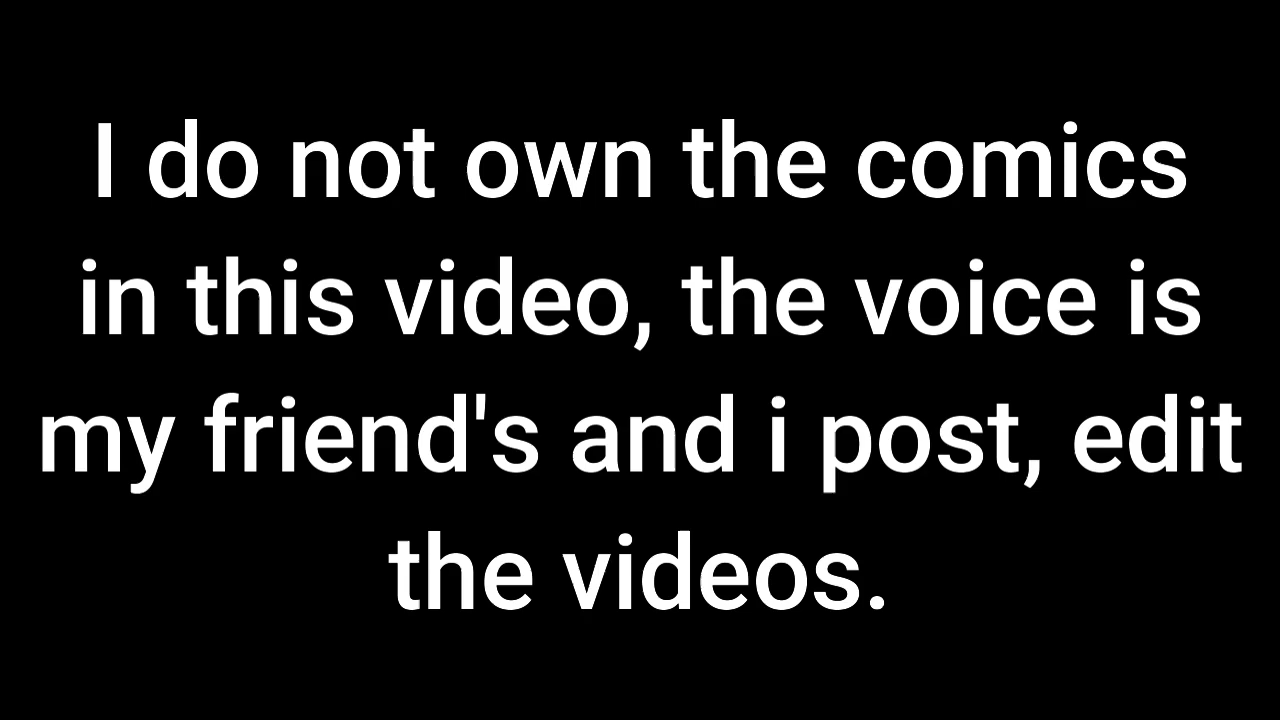 I do not own the comics
in this video, the voice is
my friend's and i post, edit
the videos.